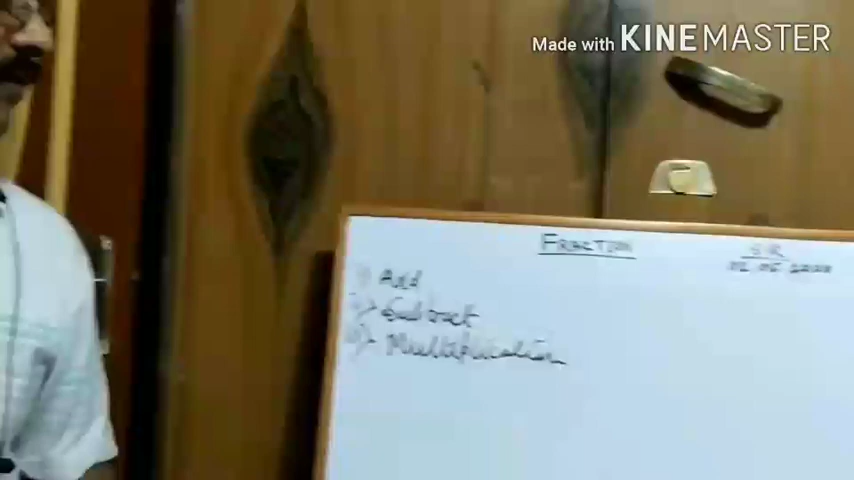 Made with KINEMASTER
FRACTION
Add
Subtract
Multiplication